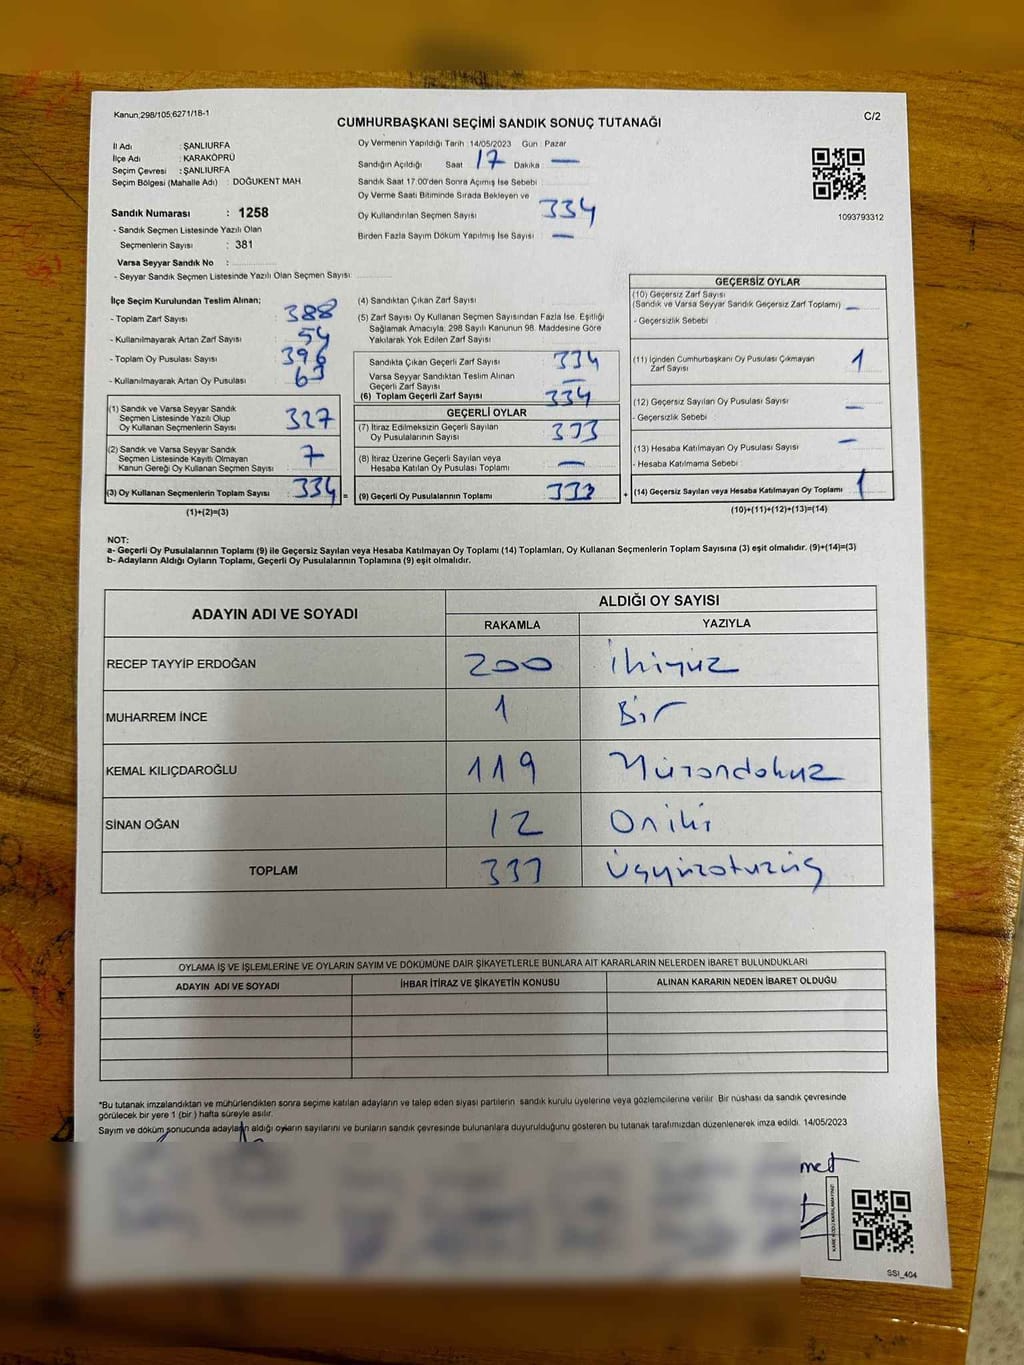 Kanun;298/105;6271/18-1
C/2
CUMHURBAŞKANI SEÇİMİ SANDIK SONUÇ TUTANAĞI
İl Adı : ŞANLIURFA
İlçe Adı : KARAKÖPRÜ
Seçim Çevresi : ŞANLIURFA
Seçim Bölgesi (Mahalle Adı) : DOĞUKENT MAH
Sandık Numarası : 1258
- Sandık Seçmen Listesinde Yazılı Olan
Seçmenlerin Sayısı : 381
Varsa Seyyar Sandık No :
- Seyyar Sandık Seçmen Listesinde Yazılı Olan Seçmen Sayısı :
Oy Vermenin Yapıldığı Tarih 14/05/2023 Gün : Pazar
Sandığın Açıldığı Saat 17 Dakika : —
Sandık Saat 17:00'den Sonra Açımış İse Sebebi :
Oy Verme Saati Bitiminde Sırada Bekleyen ve
Oy Kullandırılan Seçmen Sayısı 334
Birden Fazla Sayım Döküm Yapılmış İse Sayısı : —
1093793312
İlçe Seçim Kurulundan Teslim Alınan;
- Toplam Zarf Sayısı : 388
- Kullanılmayarak Artan Zarf Sayısı : 54
- Toplam Oy Pusulası Sayısı : 396
- Kullanılmayarak Artan Oy Pusulası : 63
(1) Sandık ve Varsa Seyyar Sandık
Seçmen Listesinde Yazılı Olup
Oy Kullanan Seçmenlerin Sayısı : 327
(2) Sandık ve Varsa Seyyar Sandık
Seçmen Listesinde Kayıtlı Olmayan
Kanun Gereği Oy Kullanan Seçmen Sayısı : 7
(3) Oy Kullanan Seçmenlerin Toplam Sayısı : 334 =
(1)+(2)=(3)
(4) Sandıktan Çıkan Zarf Sayısı
(5) Zarf Sayısı Oy Kullanan Seçmen Sayısından Fazla İse. Eşitliği
Sağlamak Amacıyla, 298 Sayılı Kanunun 98. Maddesine Göre
Yakılarak Yok Edilen Zarf Sayısı :
Sandıkta Çıkan Geçerli Zarf Sayısı : 334
Varsa Seyyar Sandıktan Teslim Alınan
Geçerli Zarf Sayısı : —
(6) Toplam Geçerli Zarf Sayısı : 334
GEÇERLİ OYLAR
(7) İtiraz Edilmeksizin Geçerli Sayılan
Oy Pusulalarının Sayısı : 333
(8) İtiraz Üzerine Geçerli Sayılan veya
Hesaba Katılan Oy Pusulası Toplamı : —
(9) Geçerli Oy Pusulalarının Toplamı : 333 +
GEÇERSİZ OYLAR
(10) Geçersiz Zarf Sayısı
(Sandık ve Varsa Seyyar Sandık Geçersiz Zarf Toplamı) : —
- Geçersizlik Sebebi :
(11) İçinden Cumhurbaşkanı Oy Pusulası Çıkmayan
Zarf Sayısı : 1
(12) Geçersiz Sayılan Oy Pusulası Sayısı : —
- Geçersizlik Sebebi :
(13) Hesaba Katılmayan Oy Pusulası Sayısı : —
- Hesaba Katılmama Sebebi :
(14) Geçersiz Sayılan veya Hesaba Katılmayan Oy Toplamı : 1
(10)+(11)+(12)+(13)=(14)
NOT:
a- Geçerli Oy Pusulalarının Toplamı (9) ile Geçersiz Sayılan veya Hesaba Katılmayan Oy Toplamı (14) Toplamları, Oy Kullanan Seçmenlerin Toplam Sayısına (3) eşit olmalıdır. (9)+(14)=(3)
b- Adayların Aldığı Oyların Toplamı, Geçerli Oy Pusulalarının Toplamına (9) eşit olmalıdır.
ADAYIN ADI VE SOYADI
ALDIĞI OY SAYISI
RAKAMLA YAZIYLA
RECEP TAYYİP ERDOĞAN 200 İkiyüz
MUHARREM İNCE 1 Bir
KEMAL KILIÇDAROĞLU 119 Yüzondokuz
SİNAN OĞAN 12 Oniki
TOPLAM 333 Üçyüzotuzüç
OYLAMA İŞ VE İŞLEMLERİNE VE OYLARIN SAYIM VE DÖKÜMÜNE DAİR ŞİKAYETLERLE BUNLARA AİT KARARLARIN NELERDEN İBARET BULUNDUKLARI
ADAYIN ADI VE SOYADI İHBAR İTİRAZ VE ŞİKAYETİN KONUSU ALINAN KARARIN NEDEN İBARET OLDUĞU
*Bu tutanak imzalandıktan ve mühürlendikten sonra seçime katılan adayların ve talep eden siyasi partilerin sandık kurulu üyelerine veya gözlemcilerine verilir. Bir nüshası da sandık çevresinde
görülecek bir yere 1 (bir ) hafta süreyle asılır.
Sayım ve döküm sonucunda adayların aldığı oyların sayılarını ve bunların sandık çevresinde bulunanlara duyurulduğunu gösteren bu tutanak tarafımızdan düzenlenerek imza edildi. 14/05/2023
met
SSI_404